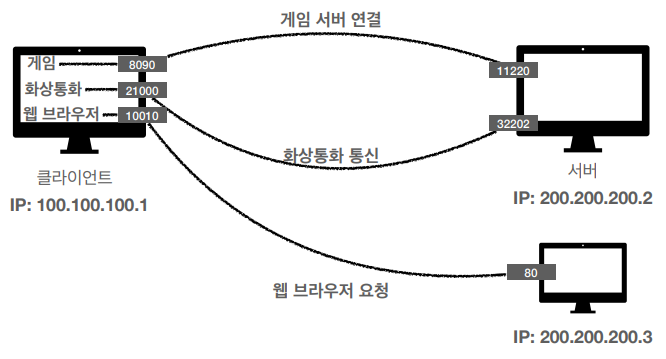 게임 서버 연결
게임 8090
화상통화 21000
웹 브라우저 10010
11220
32202
화상통화 통신
클라이언트
IP: 100.100.100.1
서버
IP: 200.200.200.2
80
웹 브라우저 요청
IP: 200.200.200.3